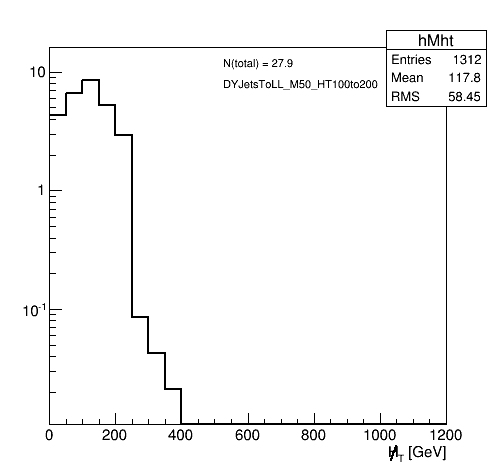 hMht
Entries 1312
Mean 117.8
RMS 58.45
N(total) = 27.9
DYJetsToLL_M50_HT100to200
10
1
10⁻¹
0 200 400 600 800 1000 1200
H̸_T [GeV]